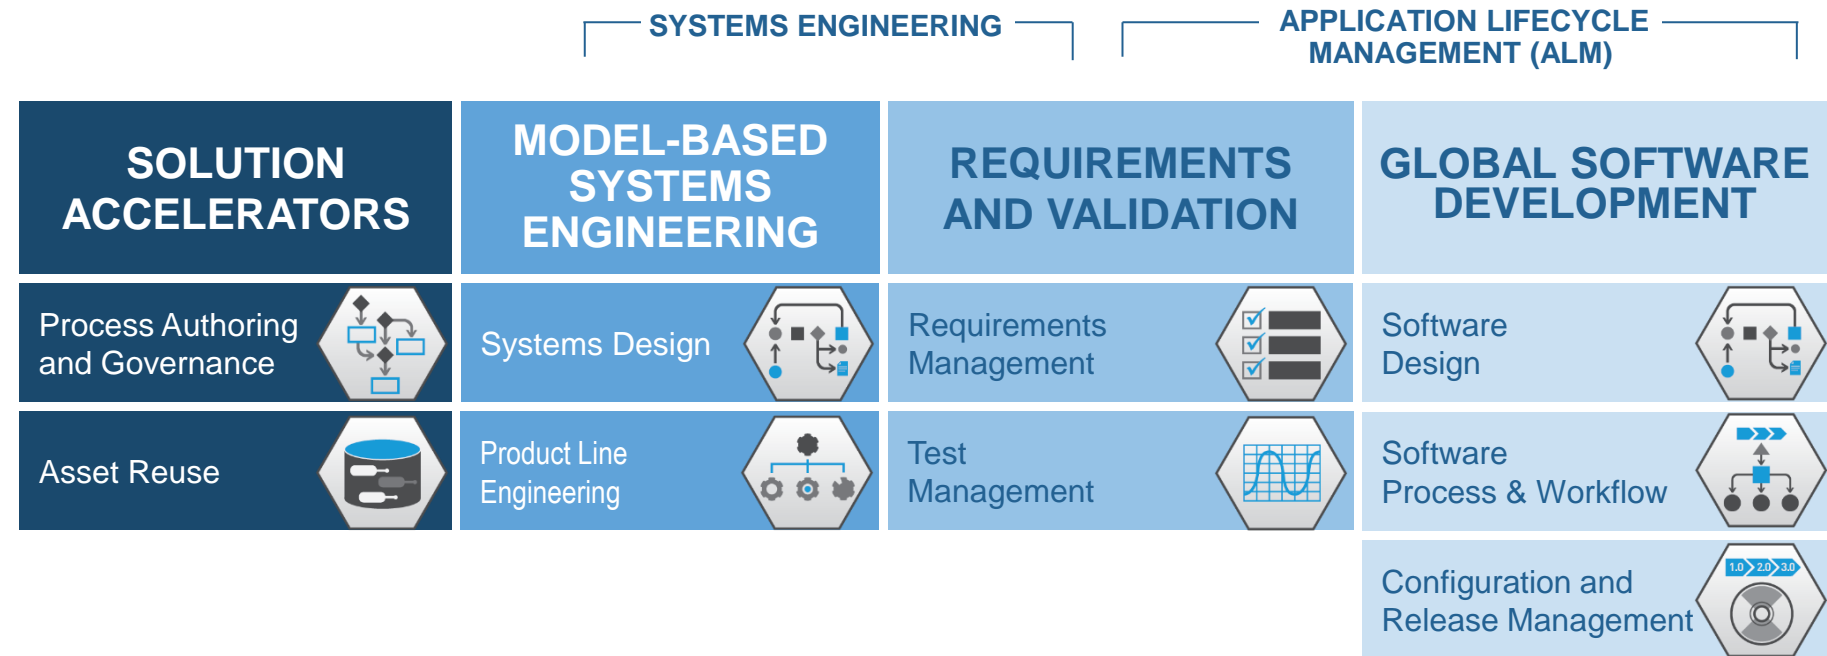 SYSTEMS ENGINEERING
APPLICATION LIFECYCLE
MANAGEMENT (ALM)
SOLUTION
ACCELERATORS
MODEL-BASED
SYSTEMS
ENGINEERING
REQUIREMENTS
AND VALIDATION
GLOBAL SOFTWARE
DEVELOPMENT
Process Authoring
and Governance
Systems Design
Requirements
Management
Software
Design
Asset Reuse
Product Line
Engineering
Test
Management
Software
Process & Workflow
Configuration and
Release Management
1.0 2.0 3.0